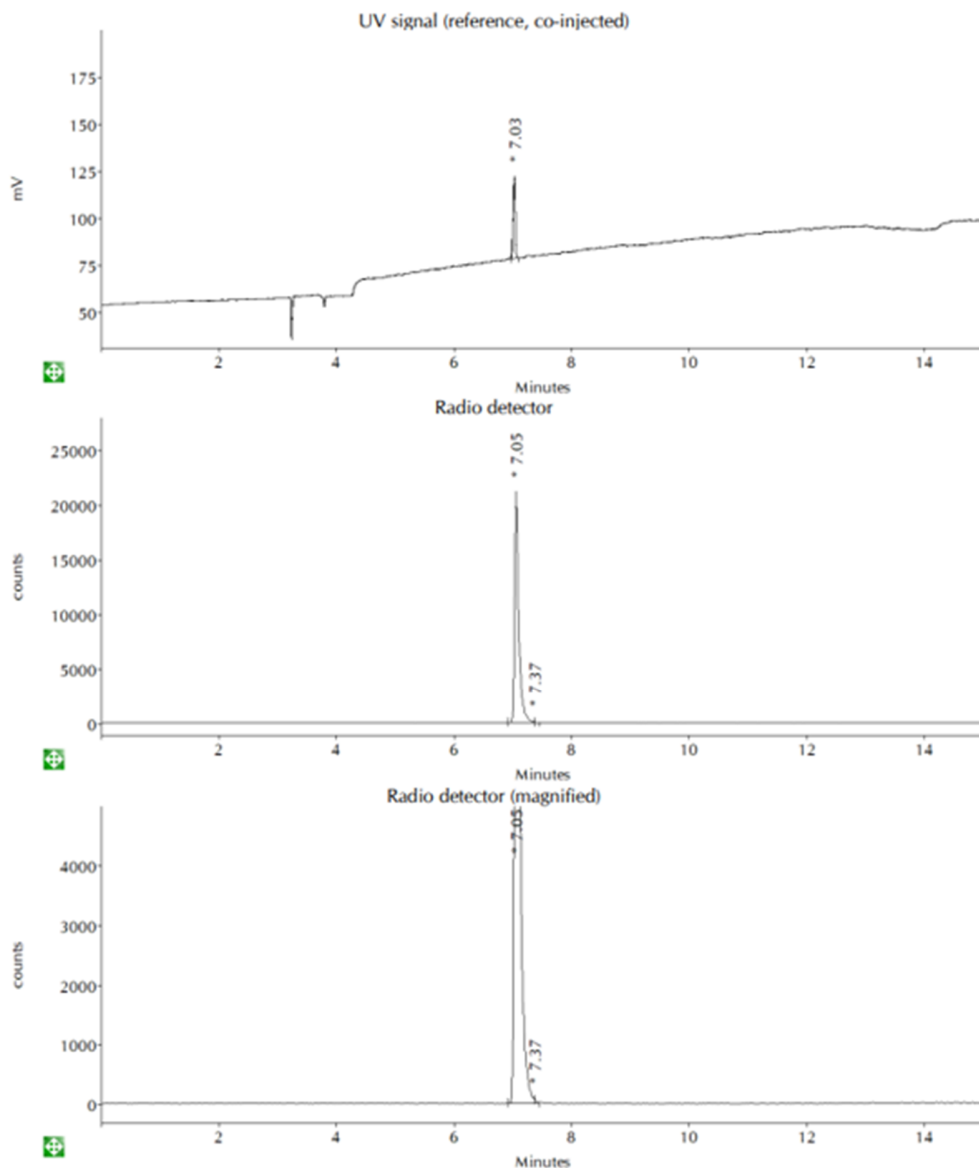 UV signal (reference, co-injected)
175
150
125
100
75
50
mV
* 7.03
2 4 6 8 10 12 14
Minutes
Radio detector
25000
20000
15000
10000
5000
0
counts
* 7.05
* 7.37
2 4 6 8 10 12 14
Minutes
Radio detector (magnified)
4000
3000
2000
1000
0
counts
* 7.05
* 7.37
2 4 6 8 10 12 14
Minutes